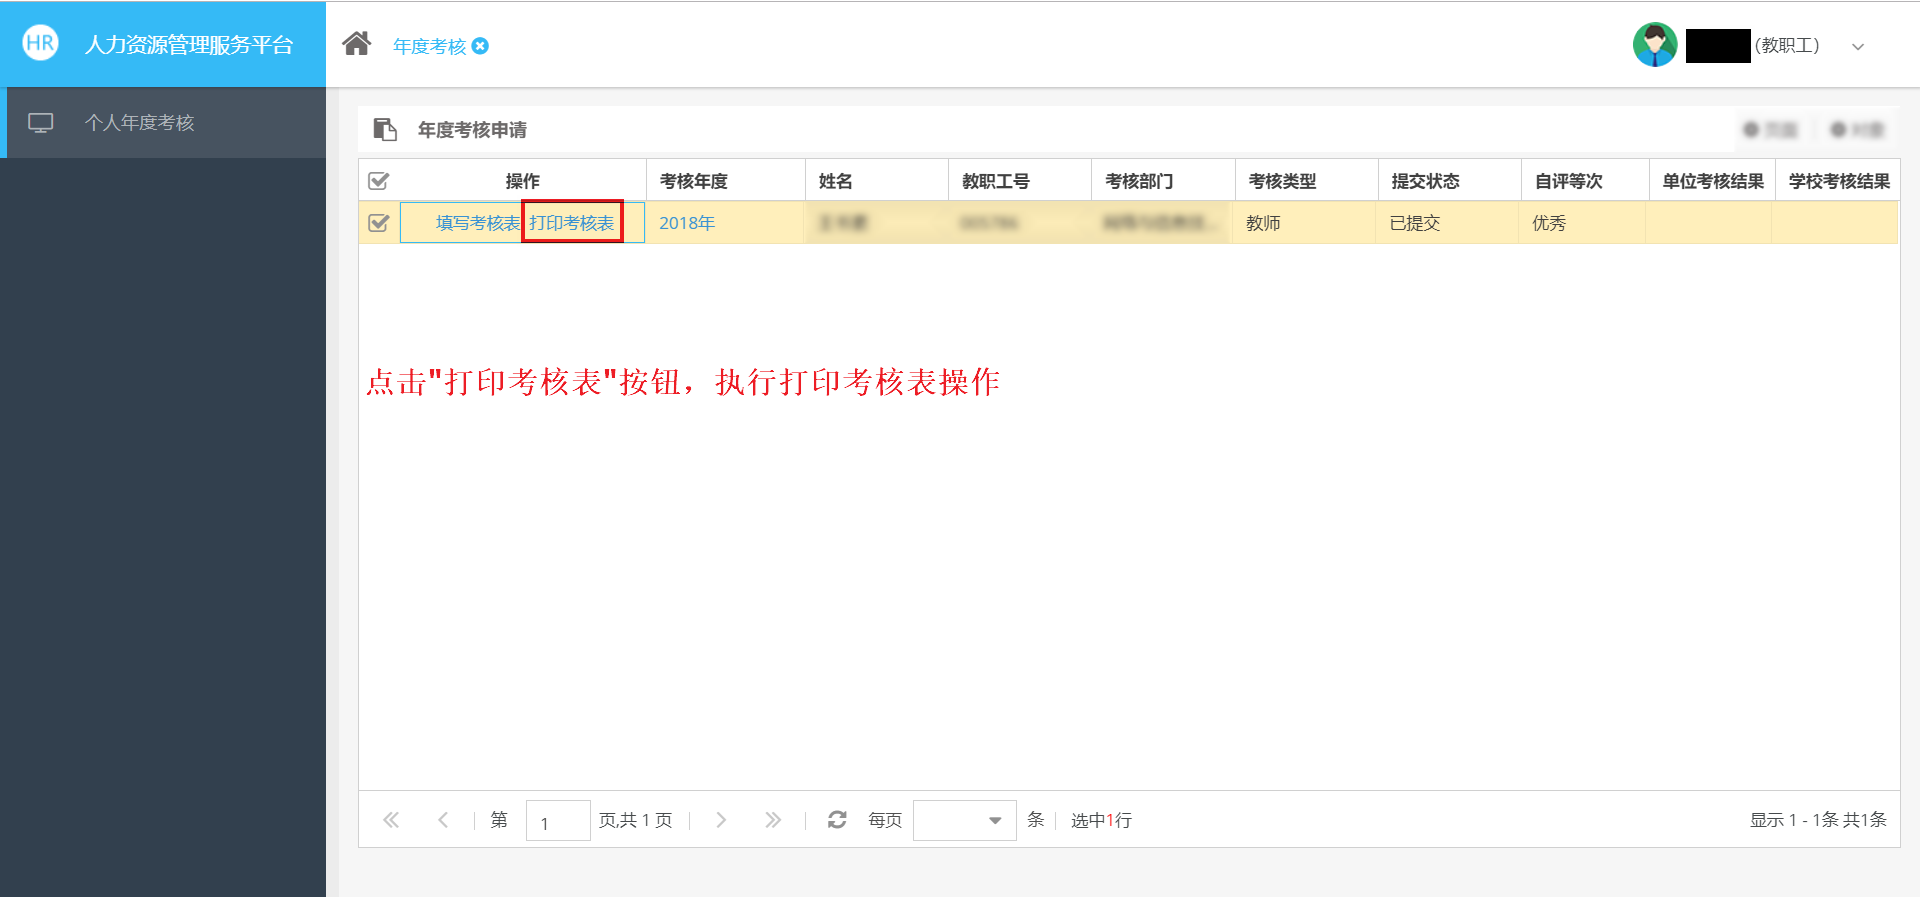 HR 人力资源管理服务平台
年度考核
(教职工)
个人年度考核
年度考核申请
操作 考核年度 姓名 教职工号 考核部门 考核类型 提交状态 自评等次 单位考核结果 学校考核结果
填写考核表 打印考核表 2018年 教师 已提交 优秀
点击"打印考核表"按钮，执行打印考核表操作
第 1 页,共 1 页 每页 条 选中1行 显示 1 - 1条 共1条